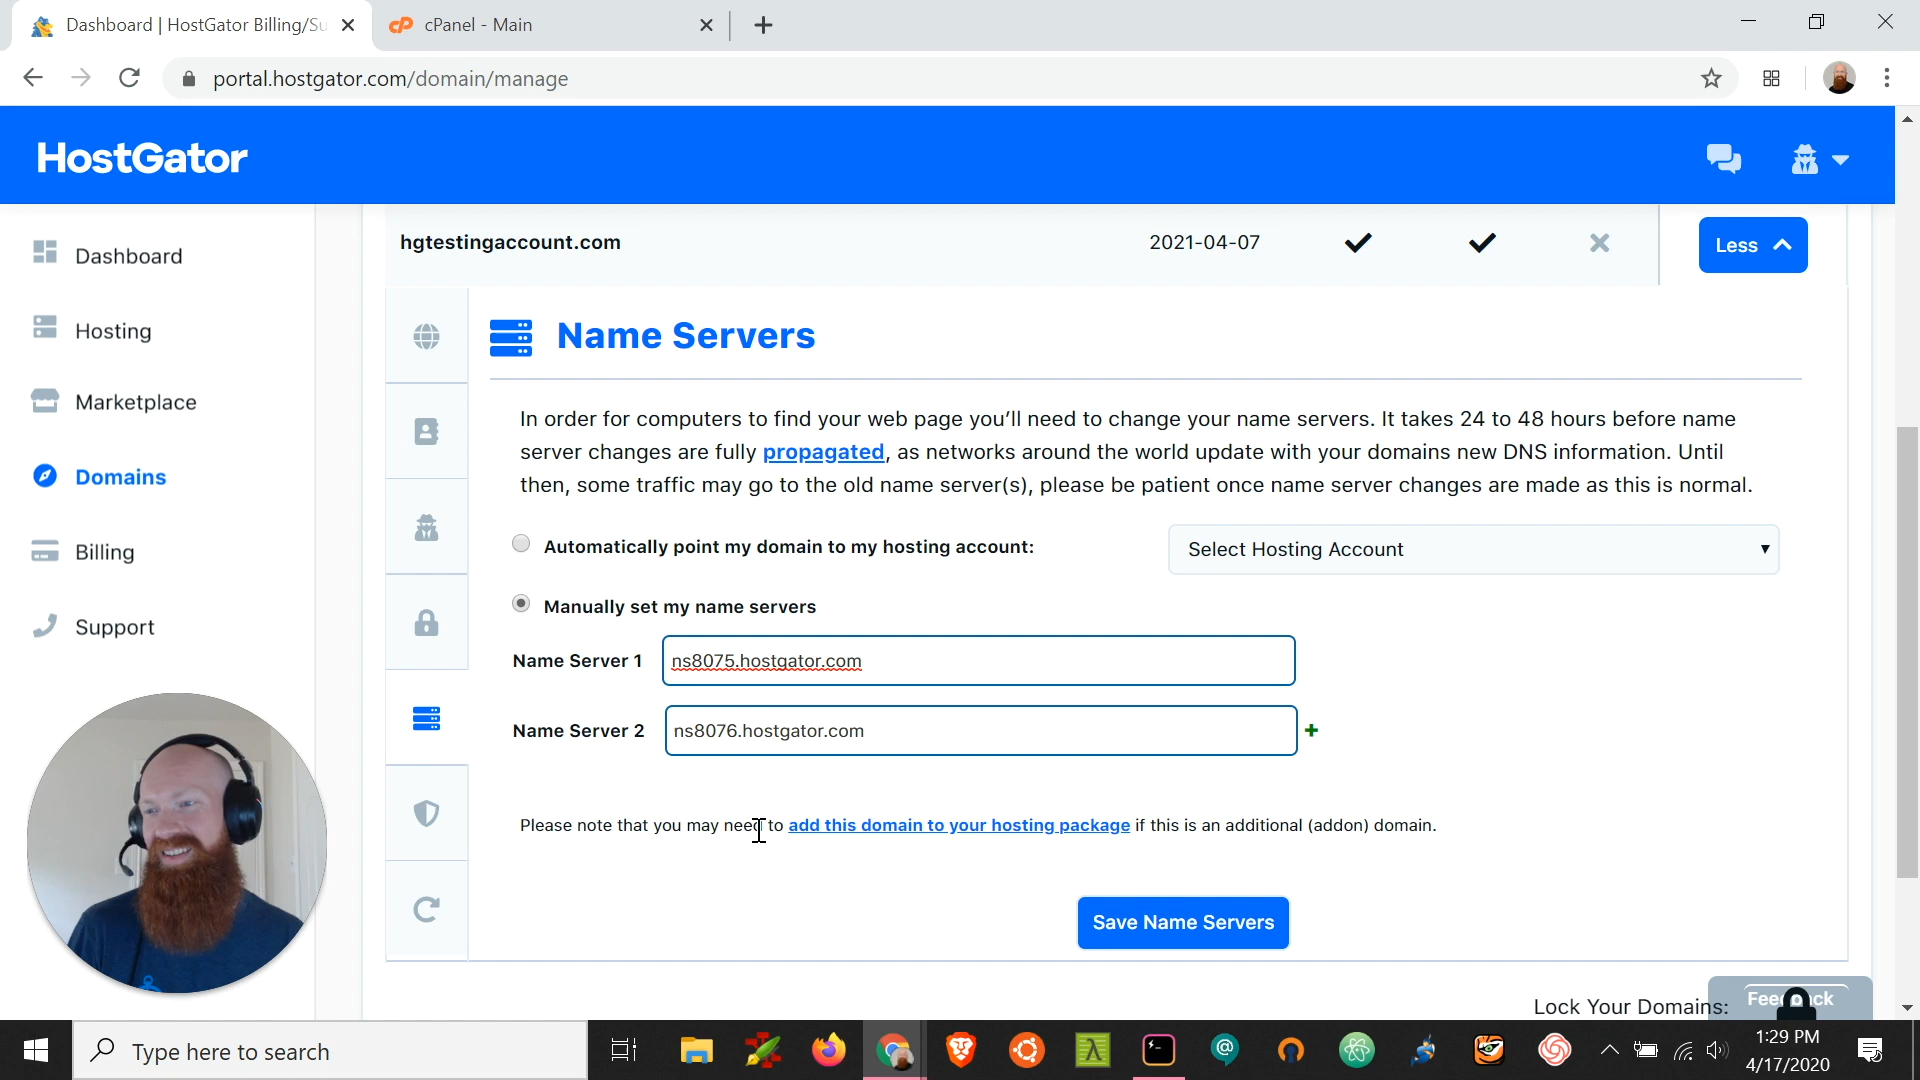 Dashboard | HostGator Billing/Su
cPanel - Main
portal.hostgator.com/domain/manage
HostGator
hgtestingaccount.com
2021-04-07
Less
Dashboard
Hosting
Marketplace
Domains
Billing
Support
Name Servers
In order for computers to find your web page you'll need to change your name servers. It takes 24 to 48 hours before name
server changes are fully propagated, as networks around the world update with your domains new DNS information. Until
then, some traffic may go to the old name server(s), please be patient once name server changes are made as this is normal.
Automatically point my domain to my hosting account:
Select Hosting Account
Manually set my name servers
Name Server 1
ns8075.hostgator.com
Name Server 2
ns8076.hostgator.com
Please note that you may need to add this domain to your hosting package if this is an additional (addon) domain.
Save Name Servers
Lock Your Domains:
Feedback
Type here to search
1:29 PM
4/17/2020